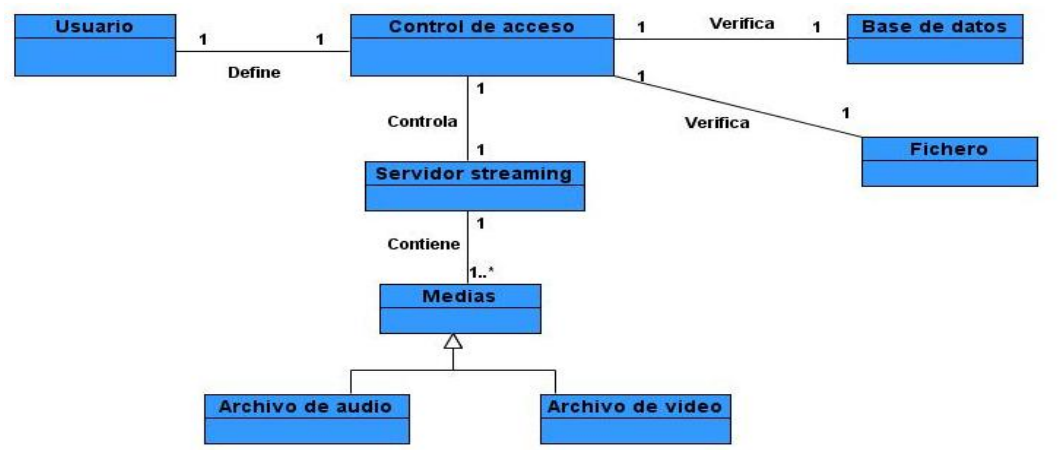 Usuario
1
1
Define
Control de acceso
1
Verifica
1
Base de datos
1
Verifica
1
Fichero
1
Controla
1
Servidor streaming
1
Contiene
1..*
Medias
Archivo de audio
Archivo de video